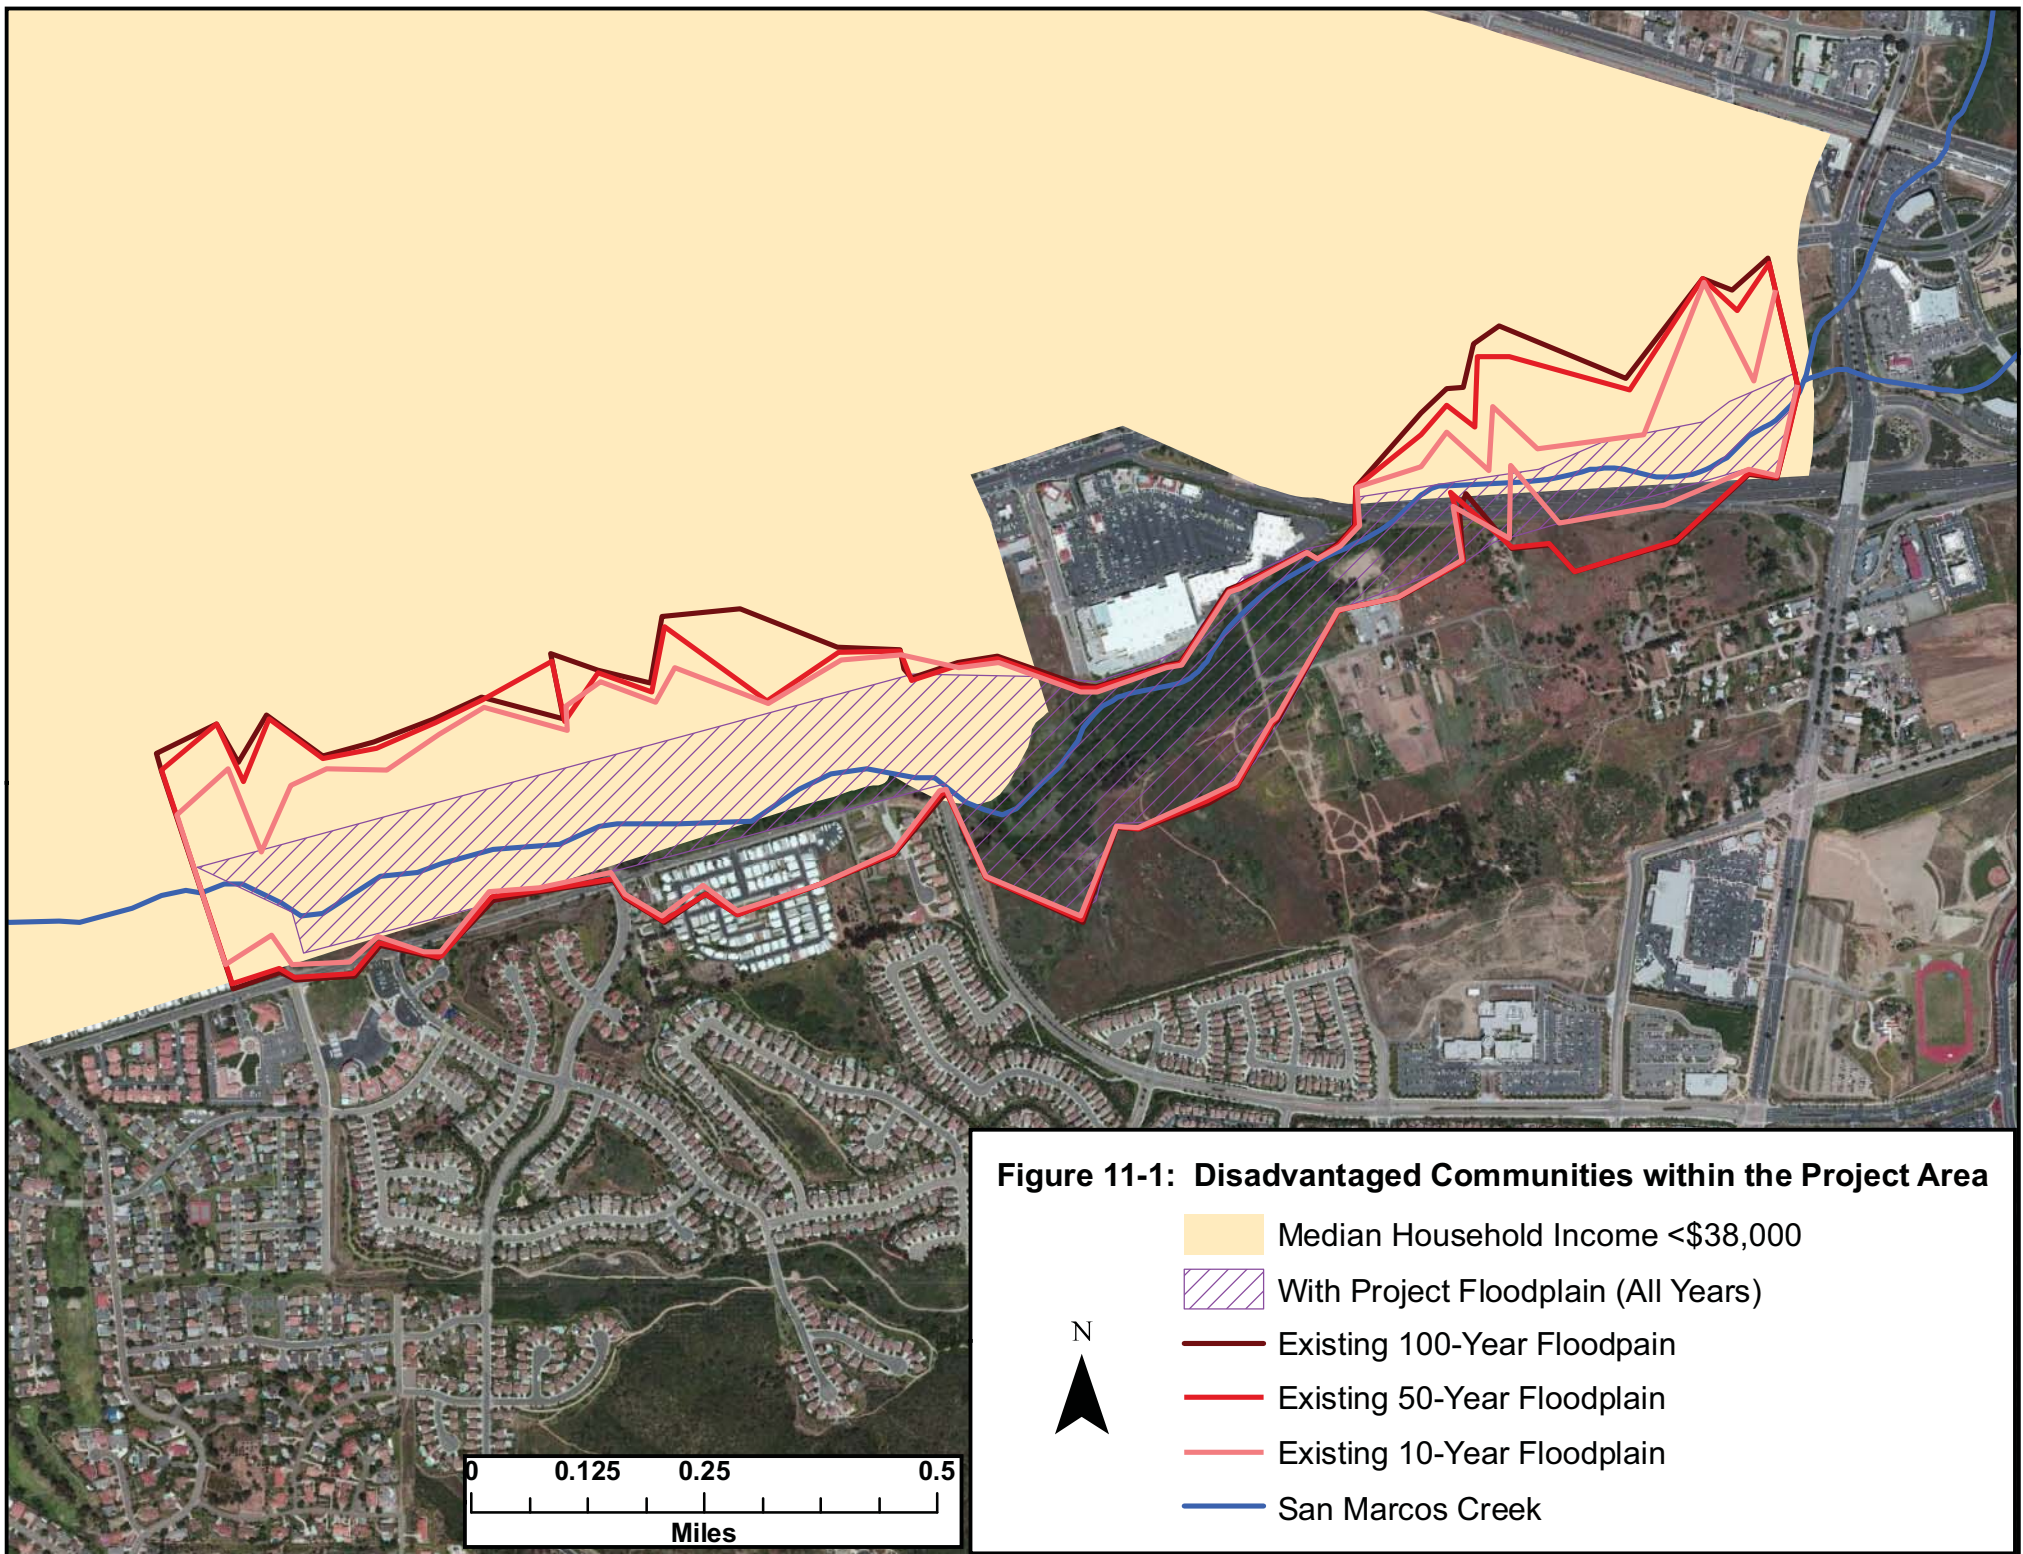 Figure 11-1: Disadvantaged Communities within the Project Area
Median Household Income <$38,000
With Project Floodplain (All Years)
Existing 100-Year Floodpain
Existing 50-Year Floodplain
Existing 10-Year Floodplain
San Marcos Creek
N
0 0.125 0.25 0.5
Miles